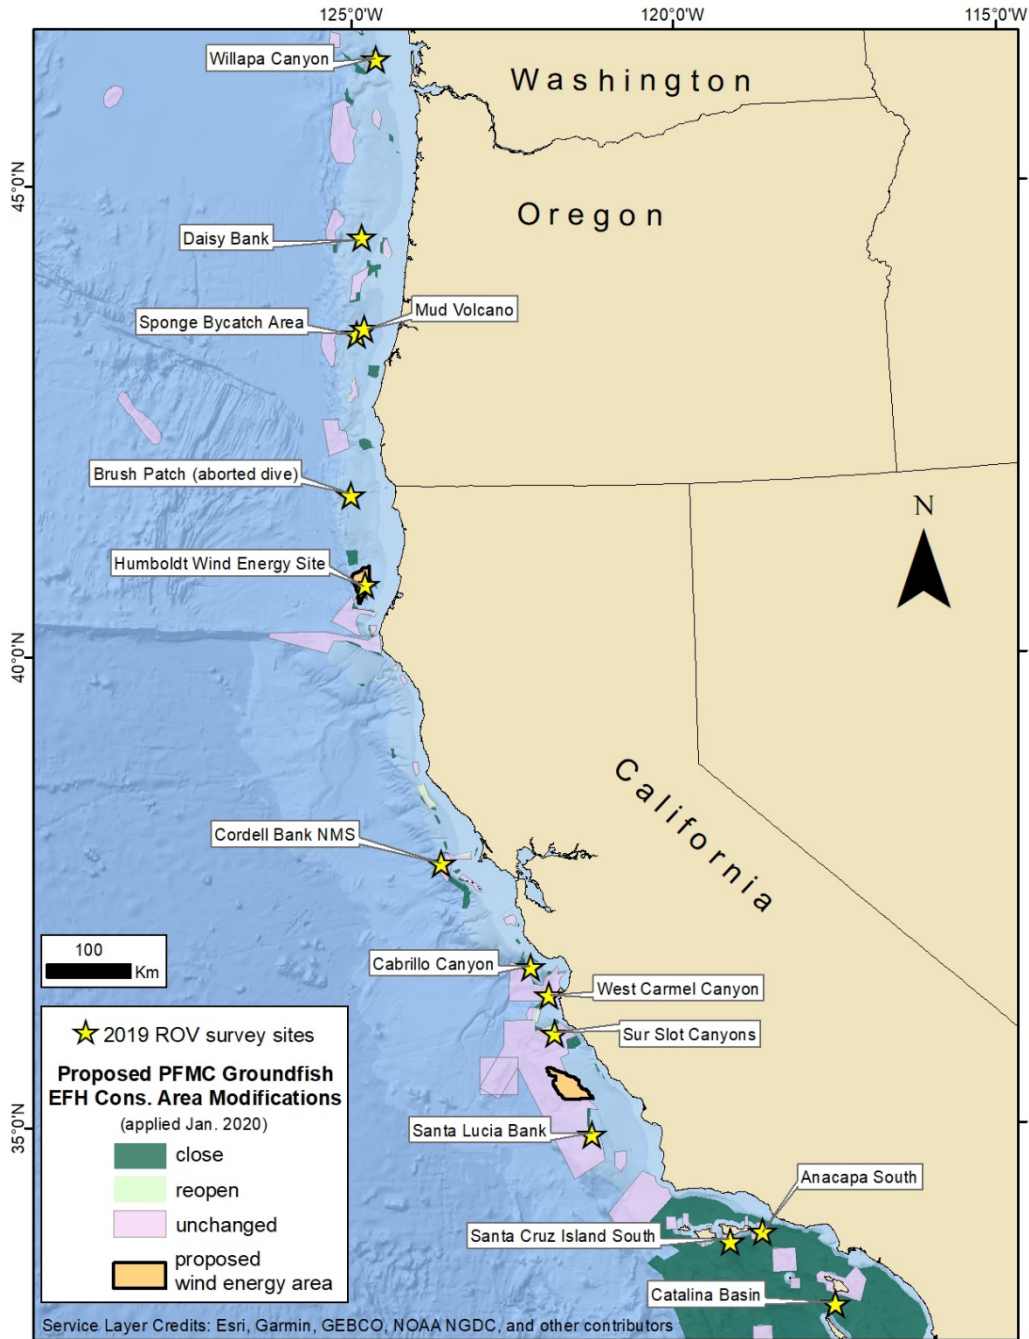 125°0'W
120°0'W
115°0'W
Willapa Canyon
Washington
45°0'N
Oregon
Daisy Bank
Mud Volcano
Sponge Bycatch Area
Brush Patch (aborted dive)
N
Humboldt Wind Energy Site
40°0'N
California
Cordell Bank NMS
100
Km
Cabrillo Canyon
West Carmel Canyon
Sur Slot Canyons
2019 ROV survey sites
Proposed PFMC Groundfish
EFH Cons. Area Modifications
(applied Jan. 2020)
close
reopen
unchanged
proposed
wind energy area
35°0'N
Santa Lucia Bank
Anacapa South
Santa Cruz Island South
Catalina Basin
Service Layer Credits: Esri, Garmin, GEBCO, NOAA NGDC, and other contributors